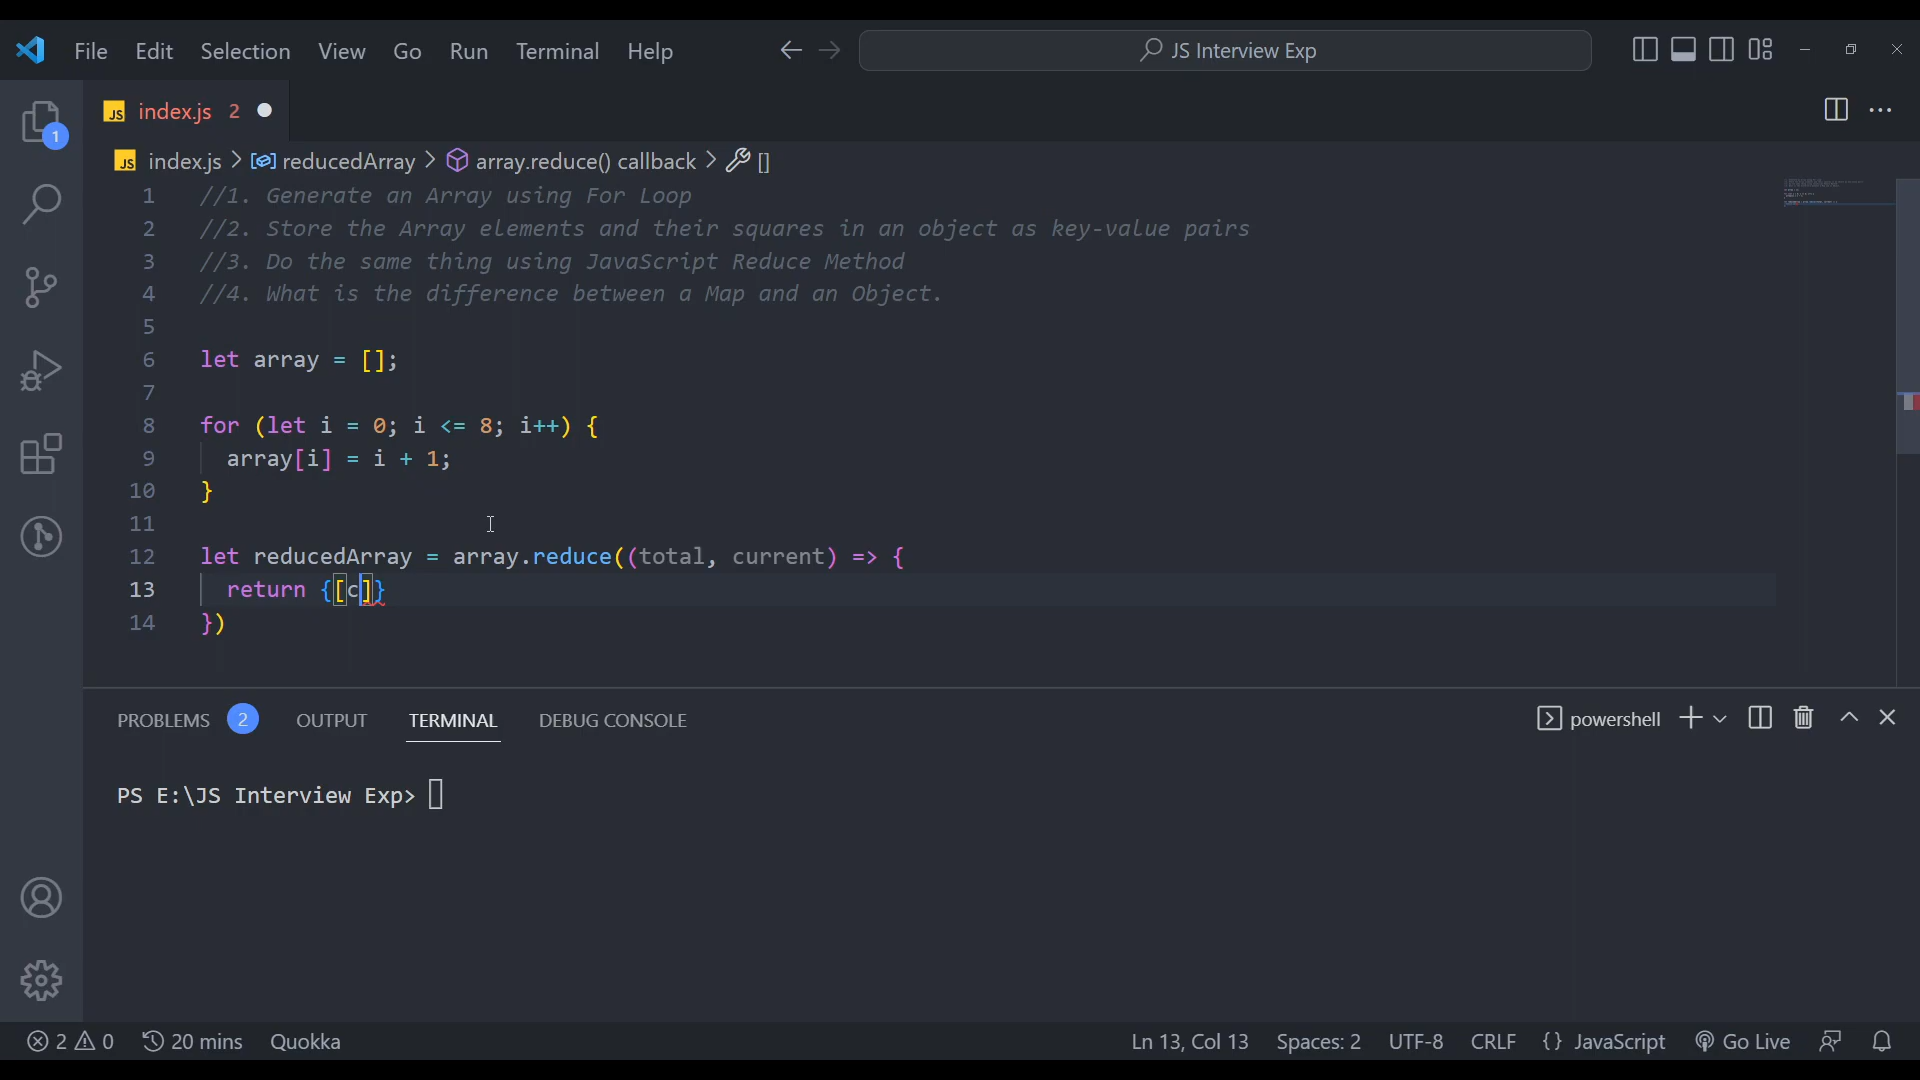 File Edit Selection View Go Run Terminal Help JS Interview Exp
JS index.js 2
JS index.js > reducedArray > array.reduce() callback > []
1 //1. Generate an Array using For Loop
2 //2. Store the Array elements and their squares in an object as key-value pairs
3 //3. Do the same thing using JavaScript Reduce Method
4 //4. What is the difference between a Map and an Object.
5
6 let array = [];
7
8 for (let i = 0; i <= 8; i++) {
9 array[i] = i + 1;
10 }
11
12 let reducedArray = array.reduce((total, current) => {
13 return {[c]}
14 })
1
PROBLEMS 2 OUTPUT TERMINAL DEBUG CONSOLE powershell
PS E:\JS Interview Exp>
2 0 20 mins Quokka Ln 13, Col 13 Spaces: 2 UTF-8 CRLF {} JavaScript Go Live